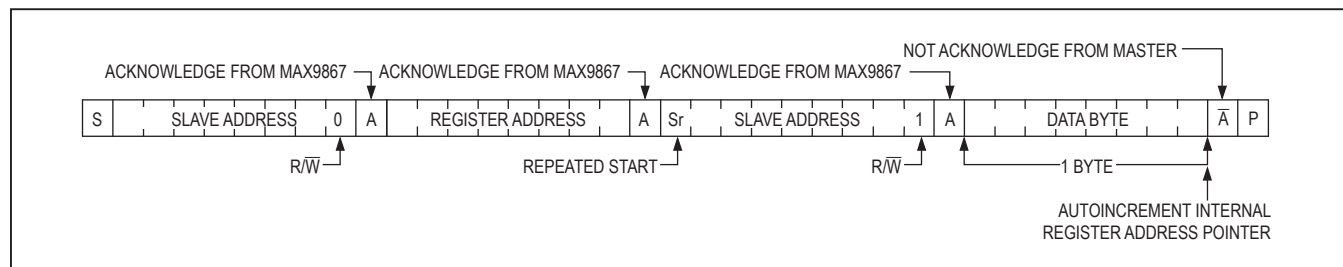 NOT ACKNOWLEDGE FROM MASTER
ACKNOWLEDGE FROM MAX9867 ACKNOWLEDGE FROM MAX9867 ACKNOWLEDGE FROM MAX9867
S SLAVE ADDRESS 0 A REGISTER ADDRESS A Sr SLAVE ADDRESS 1 A DATA BYTE A̅ P
R/W̅ REPEATED START R/W̅ 1 BYTE
AUTOINCREMENT INTERNAL
REGISTER ADDRESS POINTER